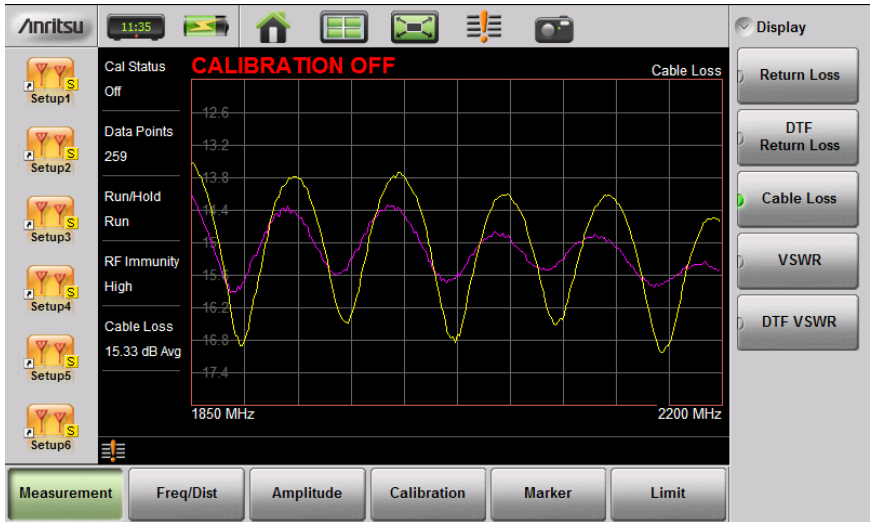 Anritsu
11:35
Display
Setup1 S
Setup2 S
Setup3 S
Setup4 S
Setup5 S
Setup6 S
Cal Status
Off
Data Points
259
Run/Hold
Run
RF Immunity
High
Cable Loss
15.33 dB Avg
CALIBRATION OFF
Cable Loss
12.6
13.2
13.8
14.4
16.2
16.8
17.4
1850 MHz
2200 MHz
Return Loss
DTF
Return Loss
Cable Loss
VSWR
DTF VSWR
Measurement
Freq/Dist
Amplitude
Calibration
Marker
Limit